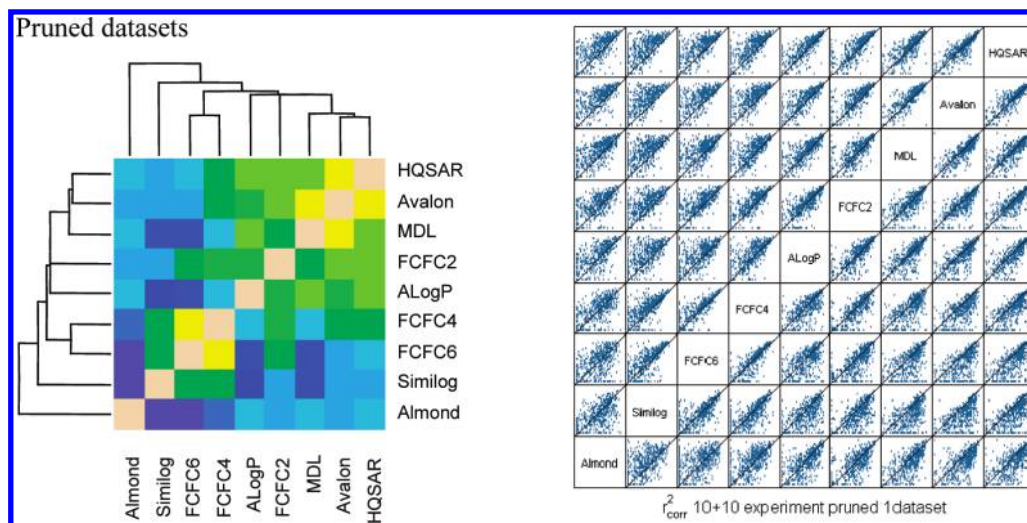 Pruned datasets
HQSAR
Avalon
MDL
FCFC2
ALogP
FCFC4
FCFC6
Similog
Almond
Almond
Similog
FCFC6
FCFC4
ALogP
FCFC2
MDL
Avalon
HQSAR
HQSAR
Avalon
MDL
FCFC2
ALogP
FCFC4
FCFC6
Similog
Almond
r²corr 10+10 experiment pruned 1dataset